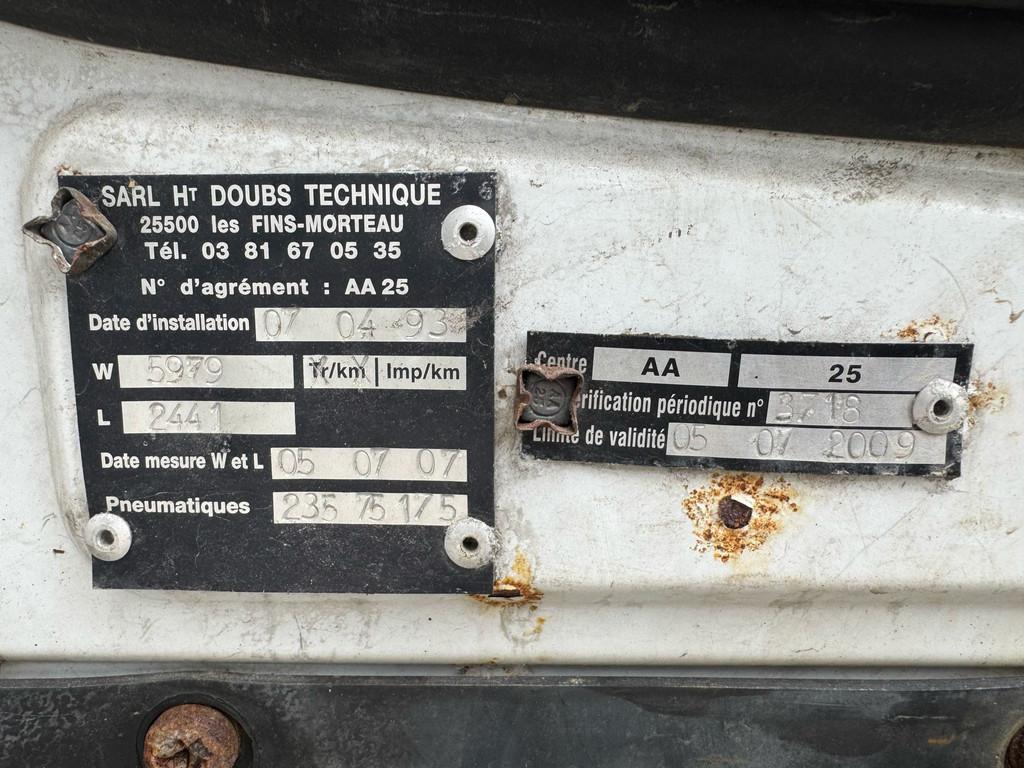 SARL HT DOUBS TECHNIQUE
25500 les FINS-MORTEAU
Tél. 03 81 67 05 35
N° d'agrément : AA 25
Date d'installation 07 04 93
W 5979 Tr/km | Imp/km
L 2441
Date mesure W et L 05 07 07
Pneumatiques 235 75 17 5
Centre AA 25
érification périodique n° 3718
Limite de validité 05 07 2009